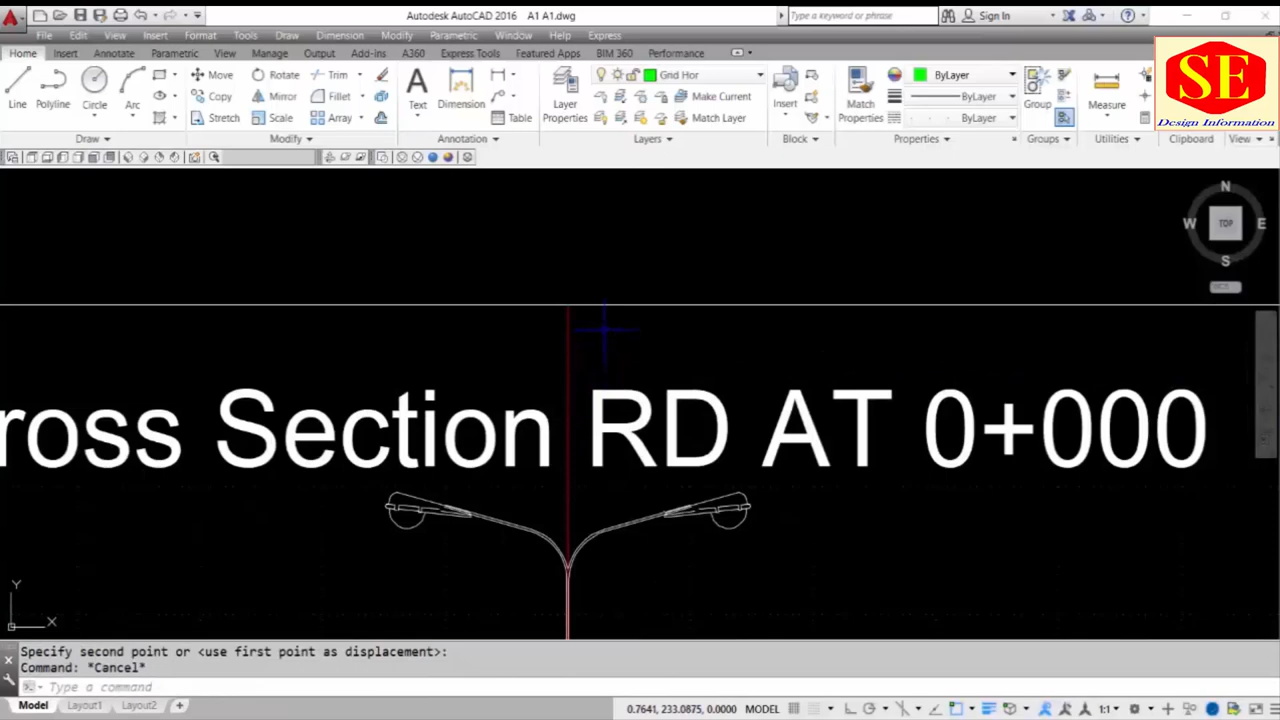 Autodesk AutoCAD 2016 A1 A1.dwg
Type a keyword or phrase
Sign In
File Edit View Insert Format Tools Draw Dimension Modify Parametric Window Help Express
Home Insert Annotate Parametric View Manage Output Add-ins A360 Express Tools Featured Apps BIM 360 Performance
Line Polyline Circle Arc
Move Rotate Trim
Copy Mirror Fillet
Stretch Scale Array
Text Dimension Table
Layer Properties
Gnd Hor
Make Current
Match Layer
Insert
Match Properties
ByLayer
ByLayer
ByLayer
Group
Measure
Draw Modify Annotation Layers Block Properties Groups Utilities Clipboard View
SE
Design Information
N
W TOP E
S
ross Section RD AT 0+000
Y
X
Specify second point or <use first point as displacement>:
Command: *Cancel*
Type a command
Model Layout1 Layout2 +
0.7641, 233.0875, 0.0000 MODEL 1:1